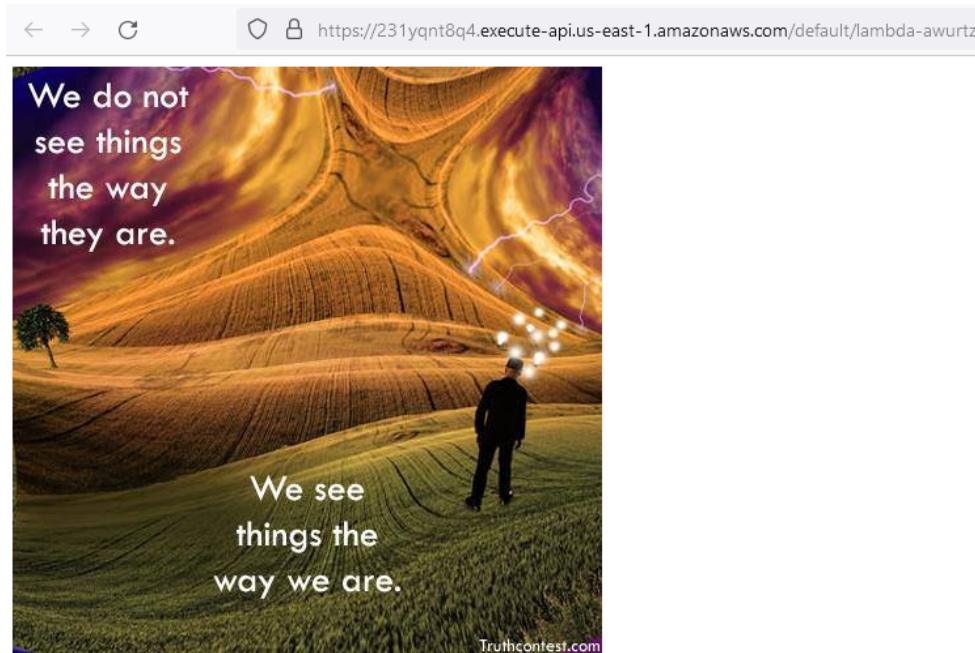 https://231yqnt8q4.execute-api.us-east-1.amazonaws.com/default/lambda-awurtz
We do not
see things
the way
they are.
We see
things the
way we are.
Truthcontest.com